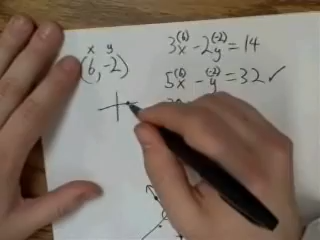 x y
(6, -2)
3x(6) - 2y(-2) = 14
5x(6) - y(-2) = 32 ✓